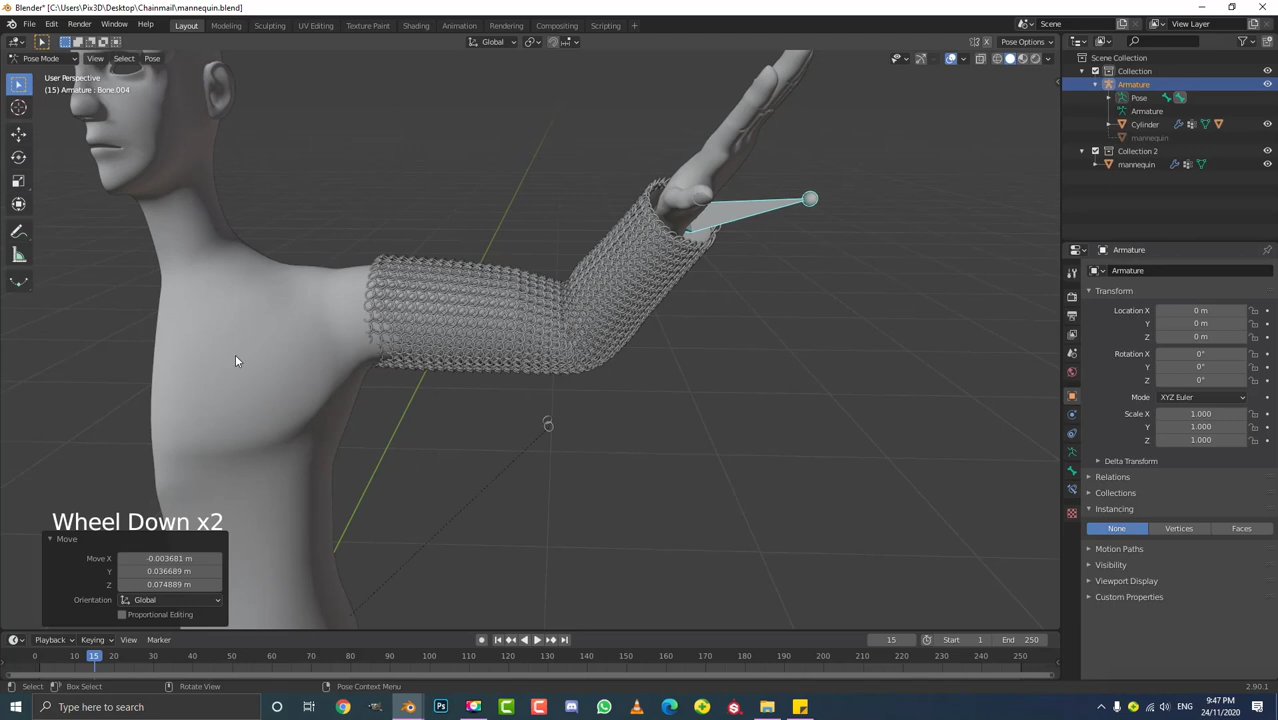 Blender* [C:\Users\Pix3D\Desktop\Chainmail\mannequin.blend]
File Edit Render Window Help Layout Modeling Sculpting UV Editing Texture Paint Shading Animation Rendering Compositing Scripting + Scene View Layer
Global Pose Options
Pose Mode View Select Pose
User Perspective
(15) Armature : Bone.004
Scene Collection
Collection
Armature
Pose
Armature
Cylinder
mannequin
Collection 2
mannequin
Armature
Armature
Transform
Location X 0 m
Y 0 m
Z 0 m
Rotation X 0°
Y 0°
Z 0°
Mode XYZ Euler
Scale X 1.000
Y 1.000
Z 1.000
Delta Transform
Relations
Collections
Instancing
None Vertices Faces
Motion Paths
Visibility
Viewport Display
Custom Properties
Wheel Down x2
Move
Move X -0.003681 m
Y 0.036689 m
Z 0.074889 m
Orientation Global
Proportional Editing
Playback Keying View Marker 15 Start 1 End 250
0 10 15 20 30 40 50 60 70 80 90 100 110 120 130 140 150 160 170 180 190 200 210 220 230 240 250
Select Box Select Rotate View Pose Context Menu 2.90.1
Type here to search
9:47 PM
24/11/2020